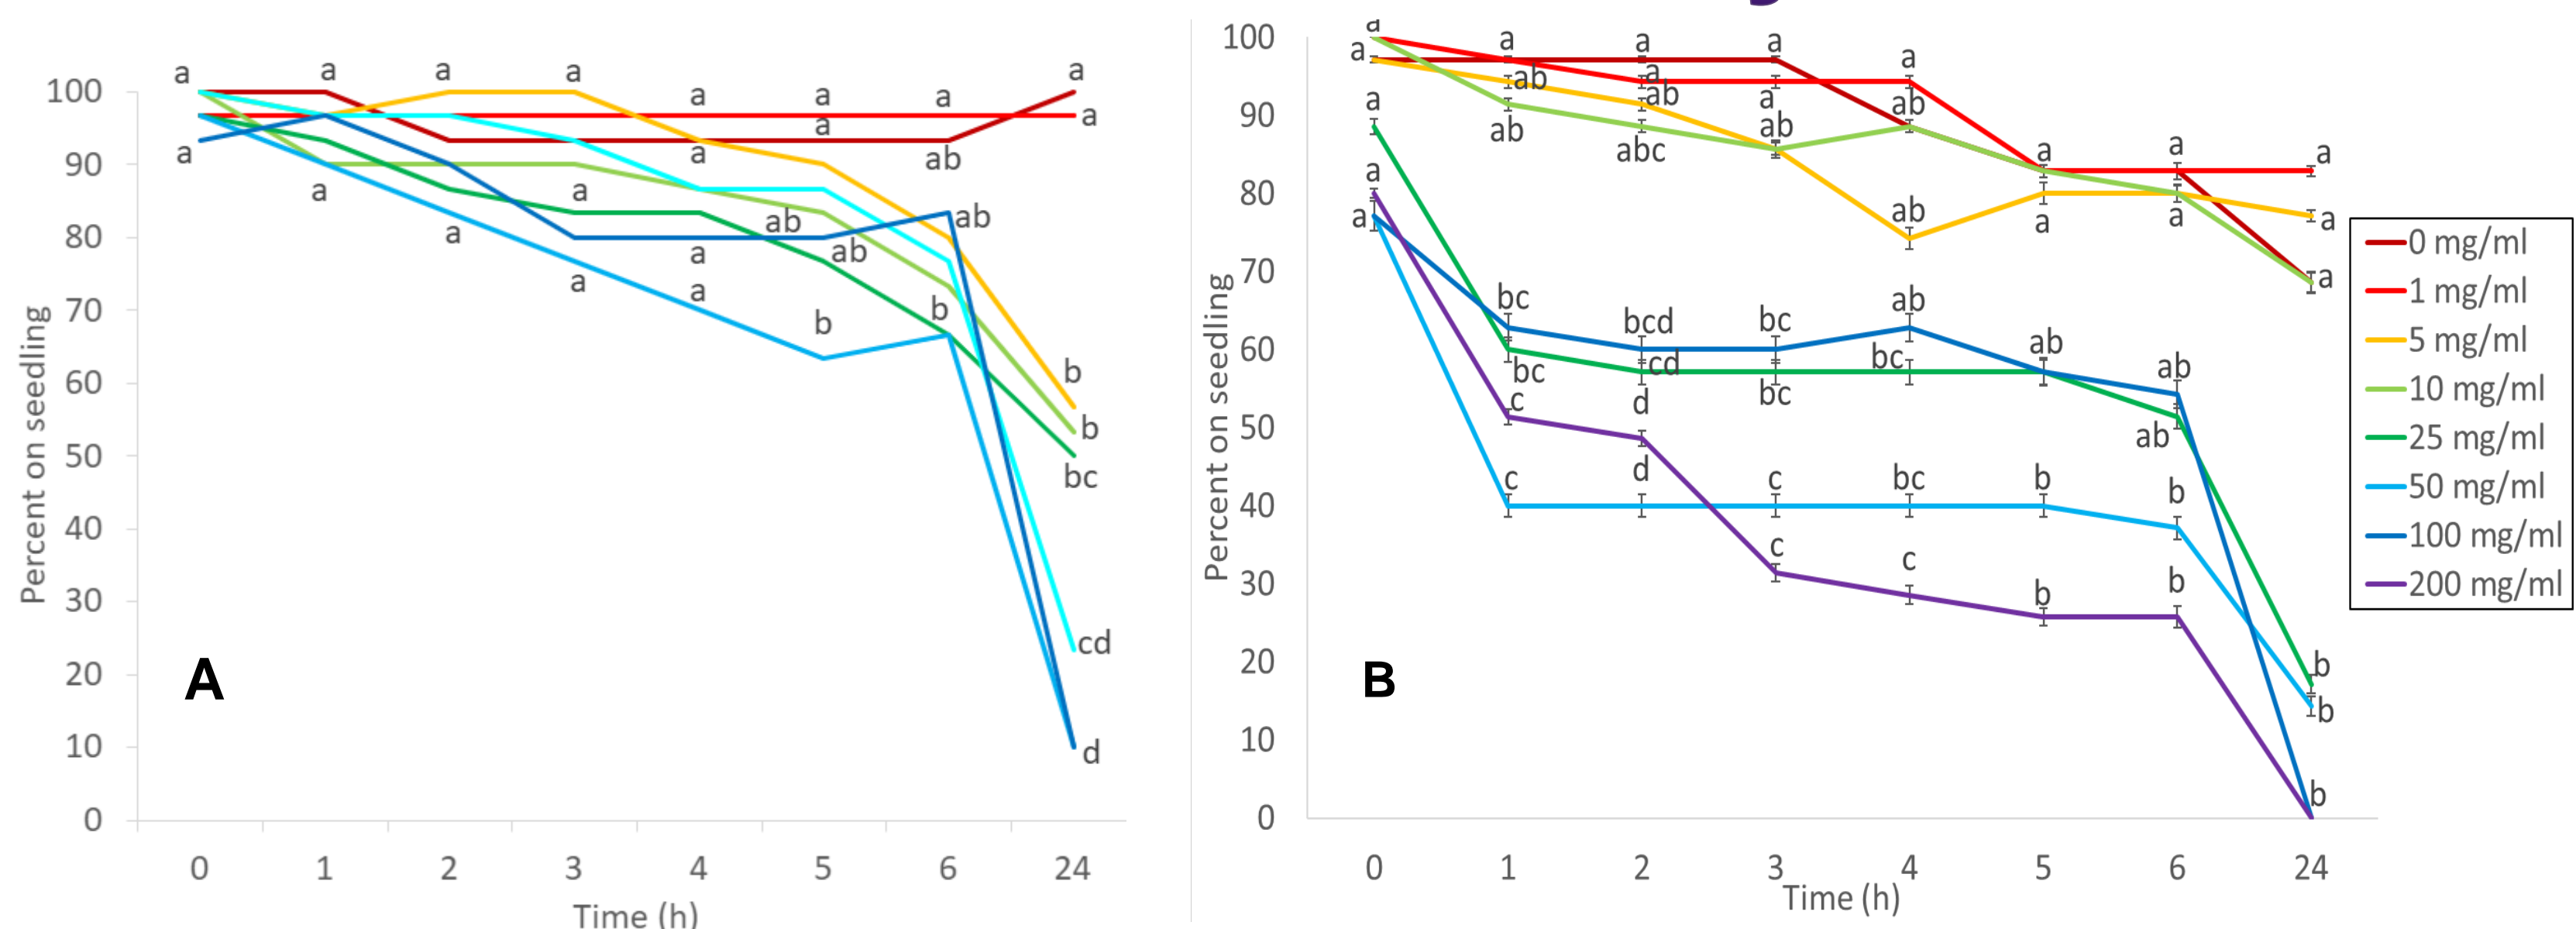 a a a a a
100 a a a a
a
90 a a ab
a a
80 a ab ab
a a
a
70 a b b
60 b
50 b
bc
40
30
20 cd
10 d
0
0 1 2 3 4 5 6 24
Time (h)
Percent on seedling
A
100 a a a a a
a ab a ab a
90 a ab abc ab ab a a a
80 a ab a a a
a
70 a
bc bcd bc ab
60 bc cd bc bc ab ab
50 c d ab
40 c d c bc b b
30 c c b b
20 b
b
10
0 b
0 1 2 3 4 5 6 24
Time (h)
Percent on seedling
B
0 mg/ml
1 mg/ml
5 mg/ml
10 mg/ml
25 mg/ml
50 mg/ml
100 mg/ml
200 mg/ml